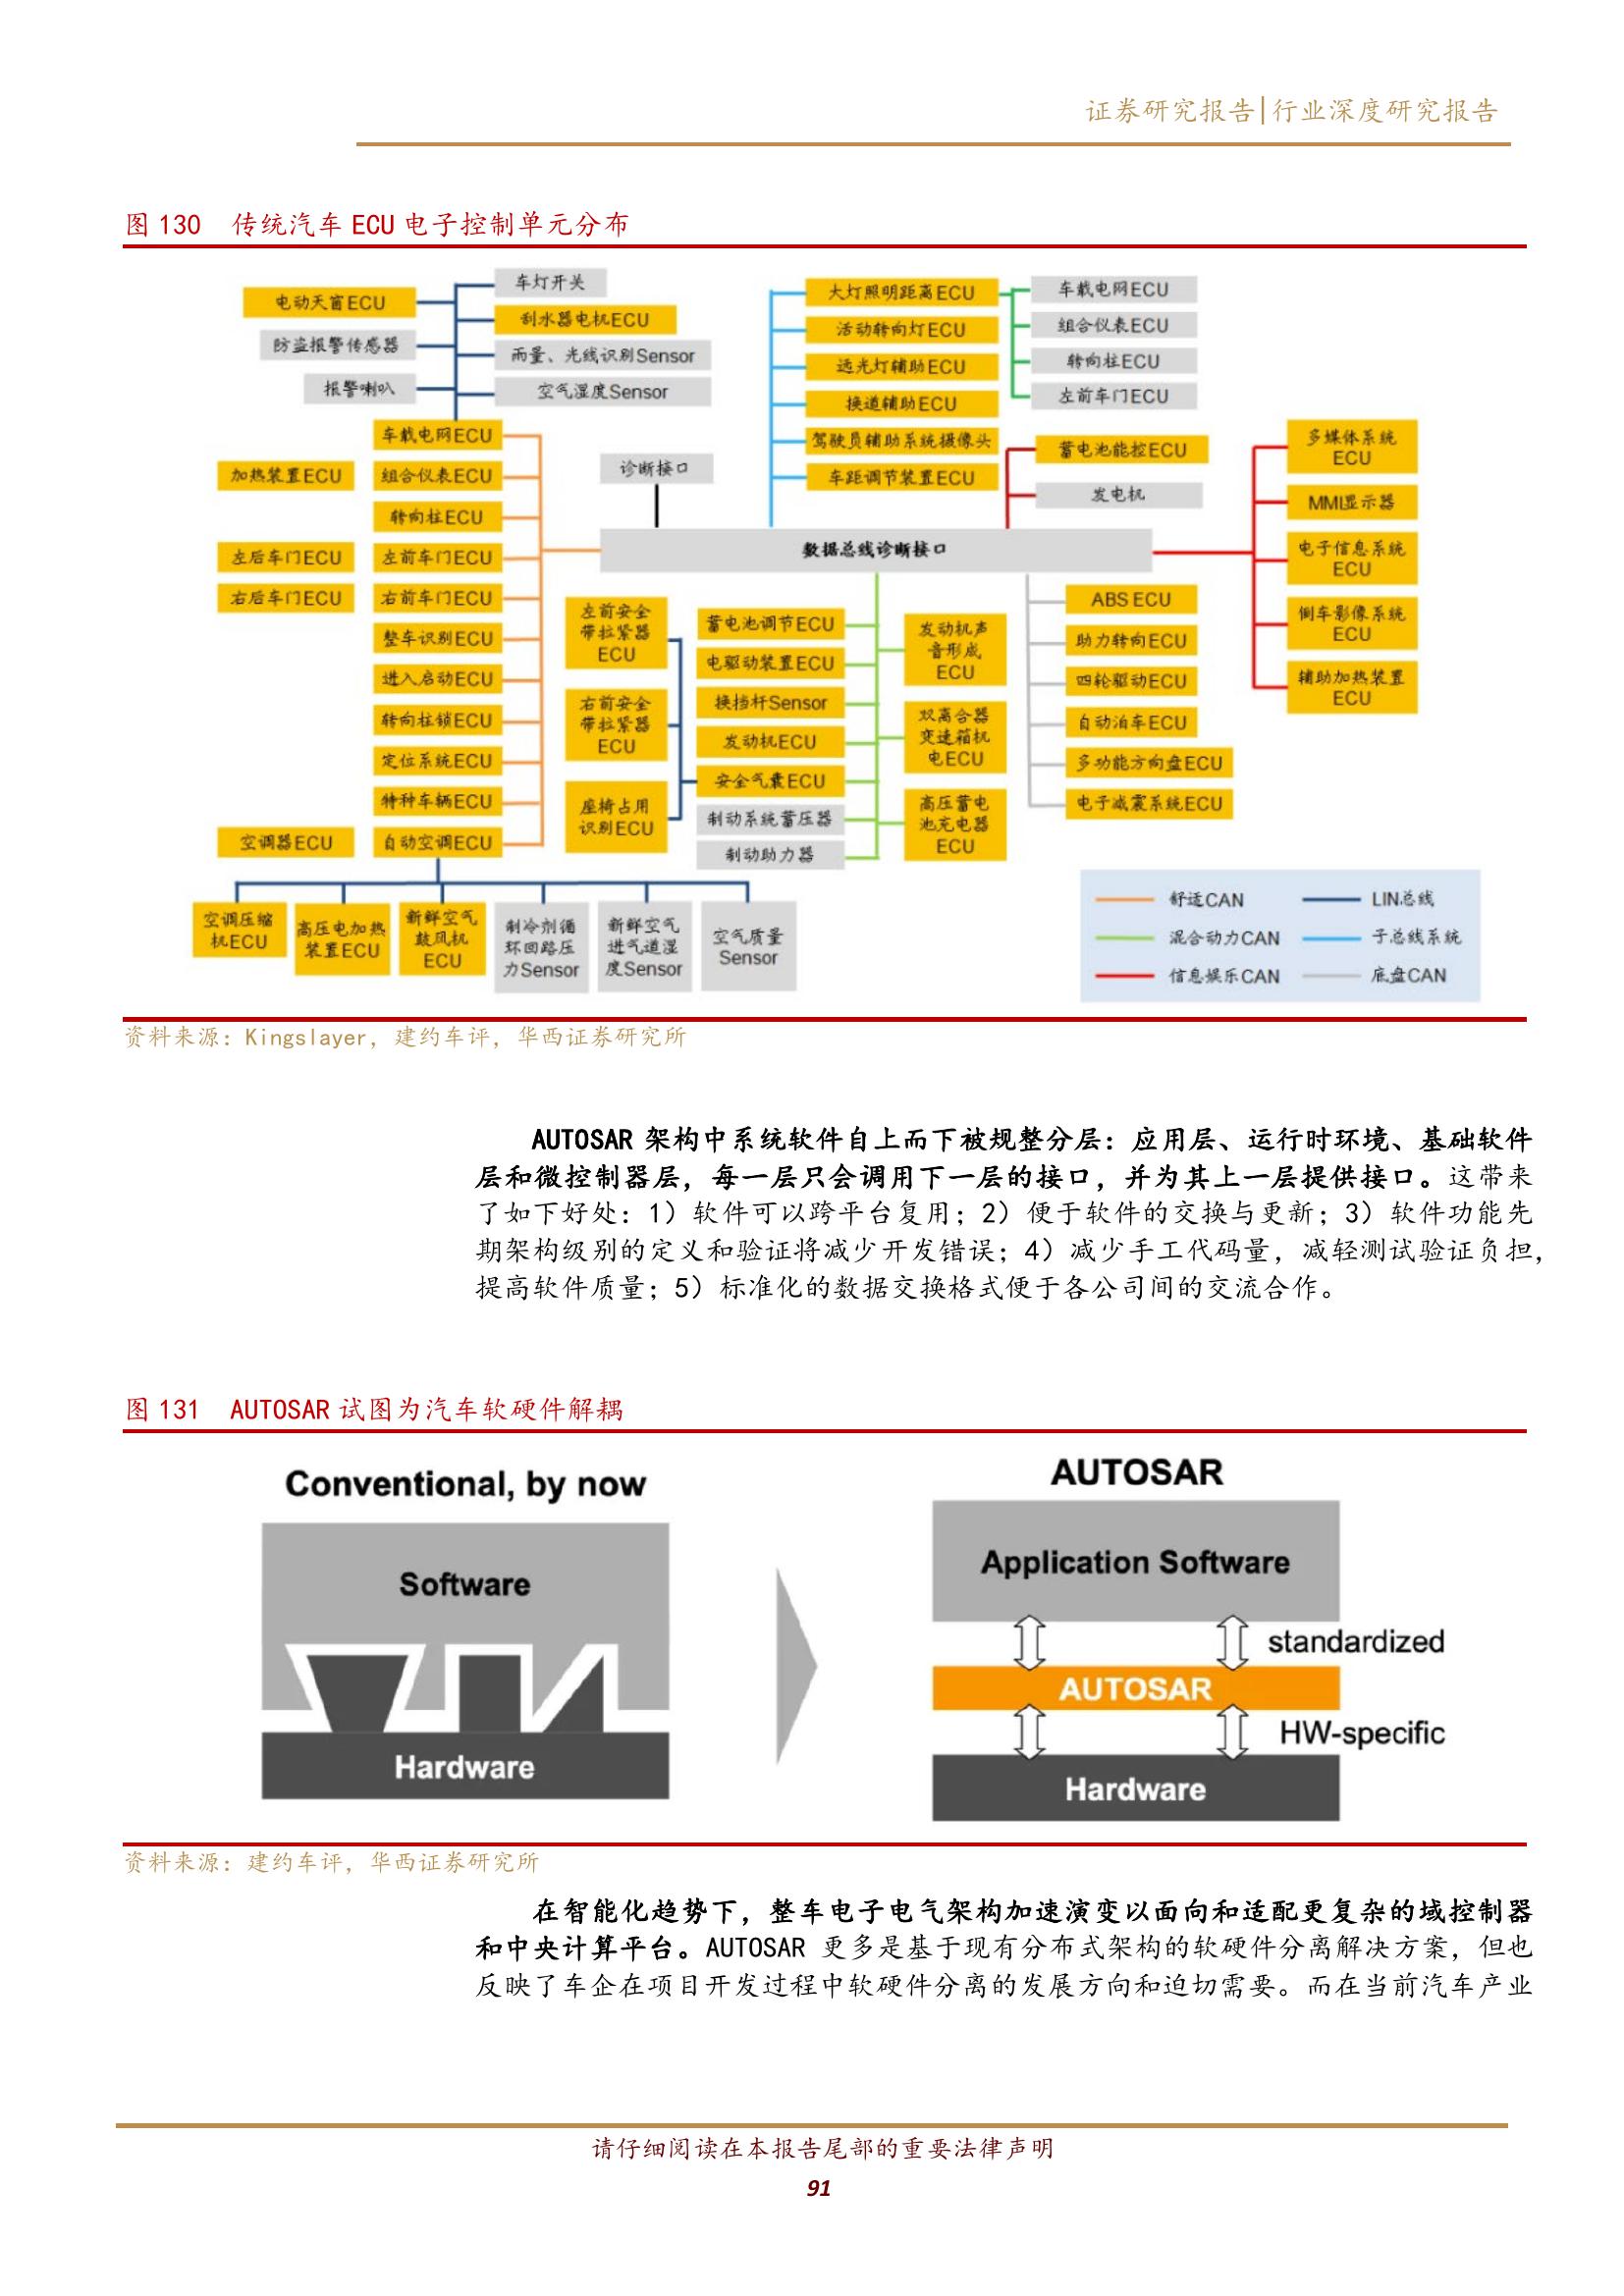 证券研究报告|行业深度研究报告
图 130 传统汽车 ECU 电子控制单元分布
电动天窗ECU
防盗报警传感器
报警喇叭
车灯开关
刮水器电机ECU
雨量、光线识别Sensor
空气湿度Sensor
大灯照明距离ECU
活动转向灯ECU
远光灯辅助ECU
换道辅助ECU
驾驶员辅助系统摄像头
车距调节装置ECU
车载电网ECU
组合仪表ECU
转向柱ECU
左前车门ECU
蓄电池能控ECU
发电机
多媒体系统
ECU
MMI显示器
电子信息系统
ECU
倒车影像系统
ECU
辅助加热装置
ECU
诊断接口
数据总线诊断接口
加热装置ECU
左后车门ECU
右后车门ECU
空调器ECU
车载电网ECU
组合仪表ECU
转向柱ECU
左前车门ECU
右前车门ECU
整车识别ECU
进入启动ECU
转向柱锁ECU
定位系统ECU
特种车辆ECU
自动空调ECU
左前安全
带拉紧器
ECU
右前安全
带拉紧器
ECU
座椅占用
识别ECU
蓄电池调节ECU
电驱动装置ECU
换挡杆Sensor
发动机ECU
安全气囊ECU
制动系统蓄压器
制动助力器
发动机声
音形成
ECU
双离合器
变速箱机
电ECU
高压蓄电
池充电器
ECU
ABS ECU
助力转向ECU
四轮驱动ECU
自动泊车ECU
多功能方向盘ECU
电子减震系统ECU
空调压缩
机ECU
高压电加热
装置ECU
新鲜空气
鼓风机
ECU
制冷剂循
环回路压
力Sensor
新鲜空气
进气道湿
度Sensor
空气质量
Sensor
舒适CAN
LIN总线
混合动力CAN
子总线系统
信息娱乐CAN
底盘CAN
资料来源：Kingslayer，建约车评，华西证券研究所
AUTOSAR 架构中系统软件自上而下被规整分层：应用层、运行时环境、基础软件
层和微控制器层，每一层只会调用下一层的接口，并为其上一层提供接口。这带来
了如下好处：1）软件可以跨平台复用；2）便于软件的交换与更新；3）软件功能先
期架构级别的定义和验证将减少开发错误；4）减少手工代码量，减轻测试验证负担，
提高软件质量；5）标准化的数据交换格式便于各公司间的交流合作。
图 131 AUTOSAR 试图为汽车软硬件解耦
Conventional, by now
Software
Hardware
AUTOSAR
Application Software
standardized
AUTOSAR
HW-specific
Hardware
资料来源：建约车评，华西证券研究所
在智能化趋势下，整车电子电气架构加速演变以面向和适配更复杂的域控制器
和中央计算平台。AUTOSAR 更多是基于现有分布式架构的软硬件分离解决方案，但也
反映了车企在项目开发过程中软硬件分离的发展方向和迫切需要。而在当前汽车产业
请仔细阅读在本报告尾部的重要法律声明
91